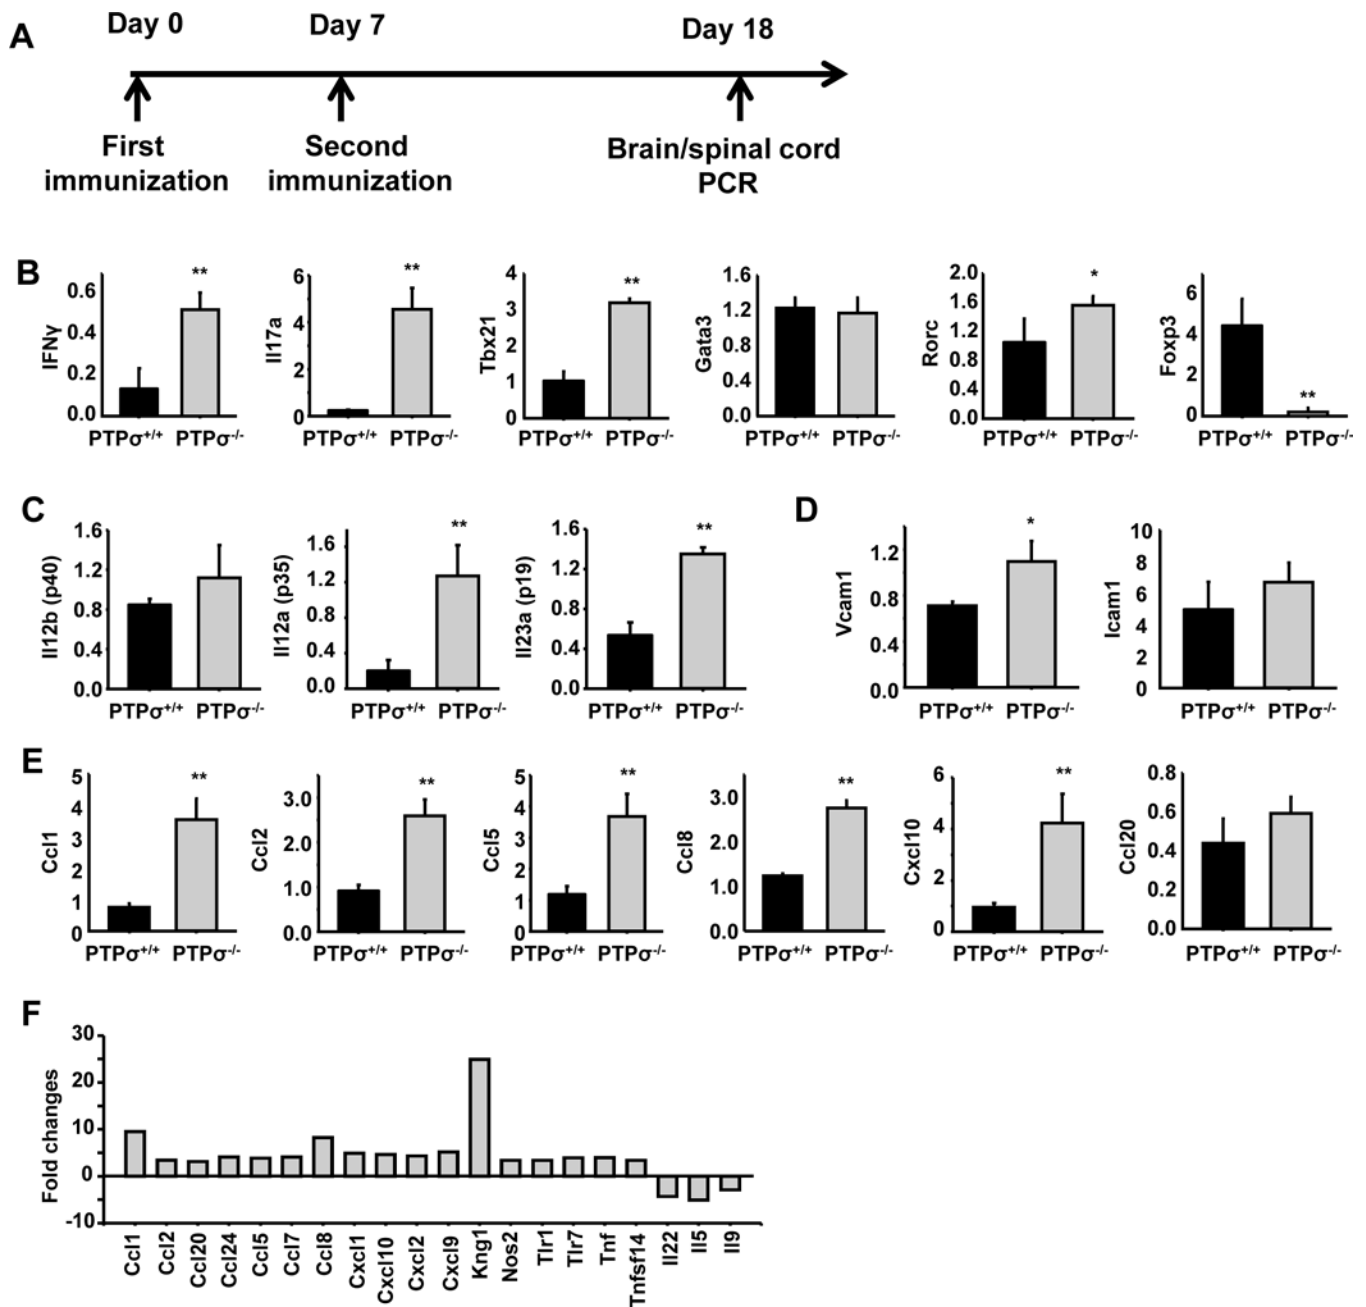 A
Day 0
Day 7
Day 18
First
immunization
Second
immunization
Brain/spinal cord
PCR
B
IFNγ
0.6
0.4
0.2
0.0
**
PTPσ+/+ PTPσ-/-
Il17a
6
4
2
0
**
PTPσ+/+ PTPσ-/-
Tbx21
4
3
2
1
0
**
PTPσ+/+ PTPσ-/-
Gata3
1.6
1.2
0.8
0.4
0.0
PTPσ+/+ PTPσ-/-
Rorc
2.0
1.6
1.2
0.8
0.4
0.0
*
PTPσ+/+ PTPσ-/-
Foxp3
6
4
2
0
**
PTPσ+/+ PTPσ-/-
C
Il12b (p40)
1.6
1.2
0.8
0.4
0.0
PTPσ+/+ PTPσ-/-
Il12a (p35)
1.6
1.2
0.8
0.4
0.0
**
PTPσ+/+ PTPσ-/-
Il23a (p19)
1.6
1.2
0.8
0.4
0.0
**
PTPσ+/+ PTPσ-/-
D
Vcam1
1.2
0.8
0.4
0.0
*
PTPσ+/+ PTPσ-/-
Icam1
10
8
6
4
2
0
PTPσ+/+ PTPσ-/-
E
Ccl1
5
4
3
2
1
0
**
PTPσ+/+ PTPσ-/-
Ccl2
3.0
2.0
1.0
0.0
**
PTPσ+/+ PTPσ-/-
Ccl5
5
4
3
2
1
0
**
PTPσ+/+ PTPσ-/-
Ccl8
3.0
2.0
1.0
0.0
**
PTPσ+/+ PTPσ-/-
Cxcl10
6
4
2
0
**
PTPσ+/+ PTPσ-/-
Ccl20
0.8
0.6
0.4
0.2
0.0
PTPσ+/+ PTPσ-/-
F
Fold changes
30
20
10
0
-10
Ccl1
Ccl2
Ccl20
Ccl24
Ccl5
Ccl7
Ccl8
Cxcl1
Cxcl10
Cxcl2
Cxcl9
Kng1
Nos2
Tlr1
Tlr7
Tnf
Tnfsf14
Il22
Il5
Il9